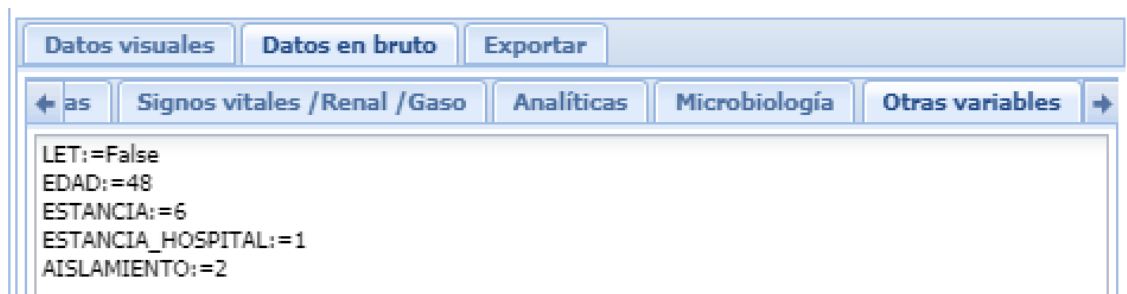 Datos visuales Datos en bruto Exportar
as Signos vitales /Renal /Gaso Analíticas Microbiología Otras variables
LET:=False
EDAD:=48
ESTANCIA:=6
ESTANCIA_HOSPITAL:=1
AISLAMIENTO:=2